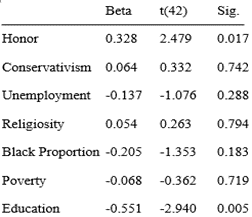 Beta t(42) Sig.
Honor 0.328 2.479 0.017
Conservativism 0.064 0.332 0.742
Unemployment -0.137 -1.076 0.288
Religiosity 0.054 0.263 0.794
Black Proportion -0.205 -1.353 0.183
Poverty -0.068 -0.362 0.719
Education -0.551 -2.940 0.005